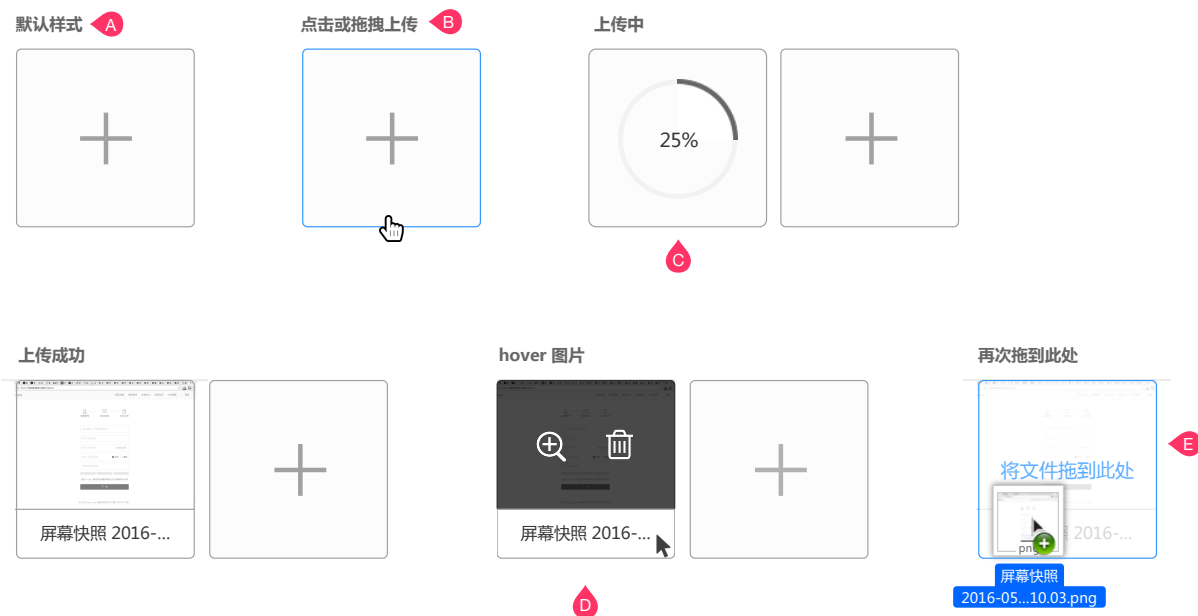 默认样式 A
点击或拖拽上传 B
上传中
25%
C
上传成功
hover 图片
再次拖到此处
将文件拖到此处
E
屏幕快照 2016-...
屏幕快照 2016-...
照 2016-...
png
屏幕快照
2016-05...10.03.png
D